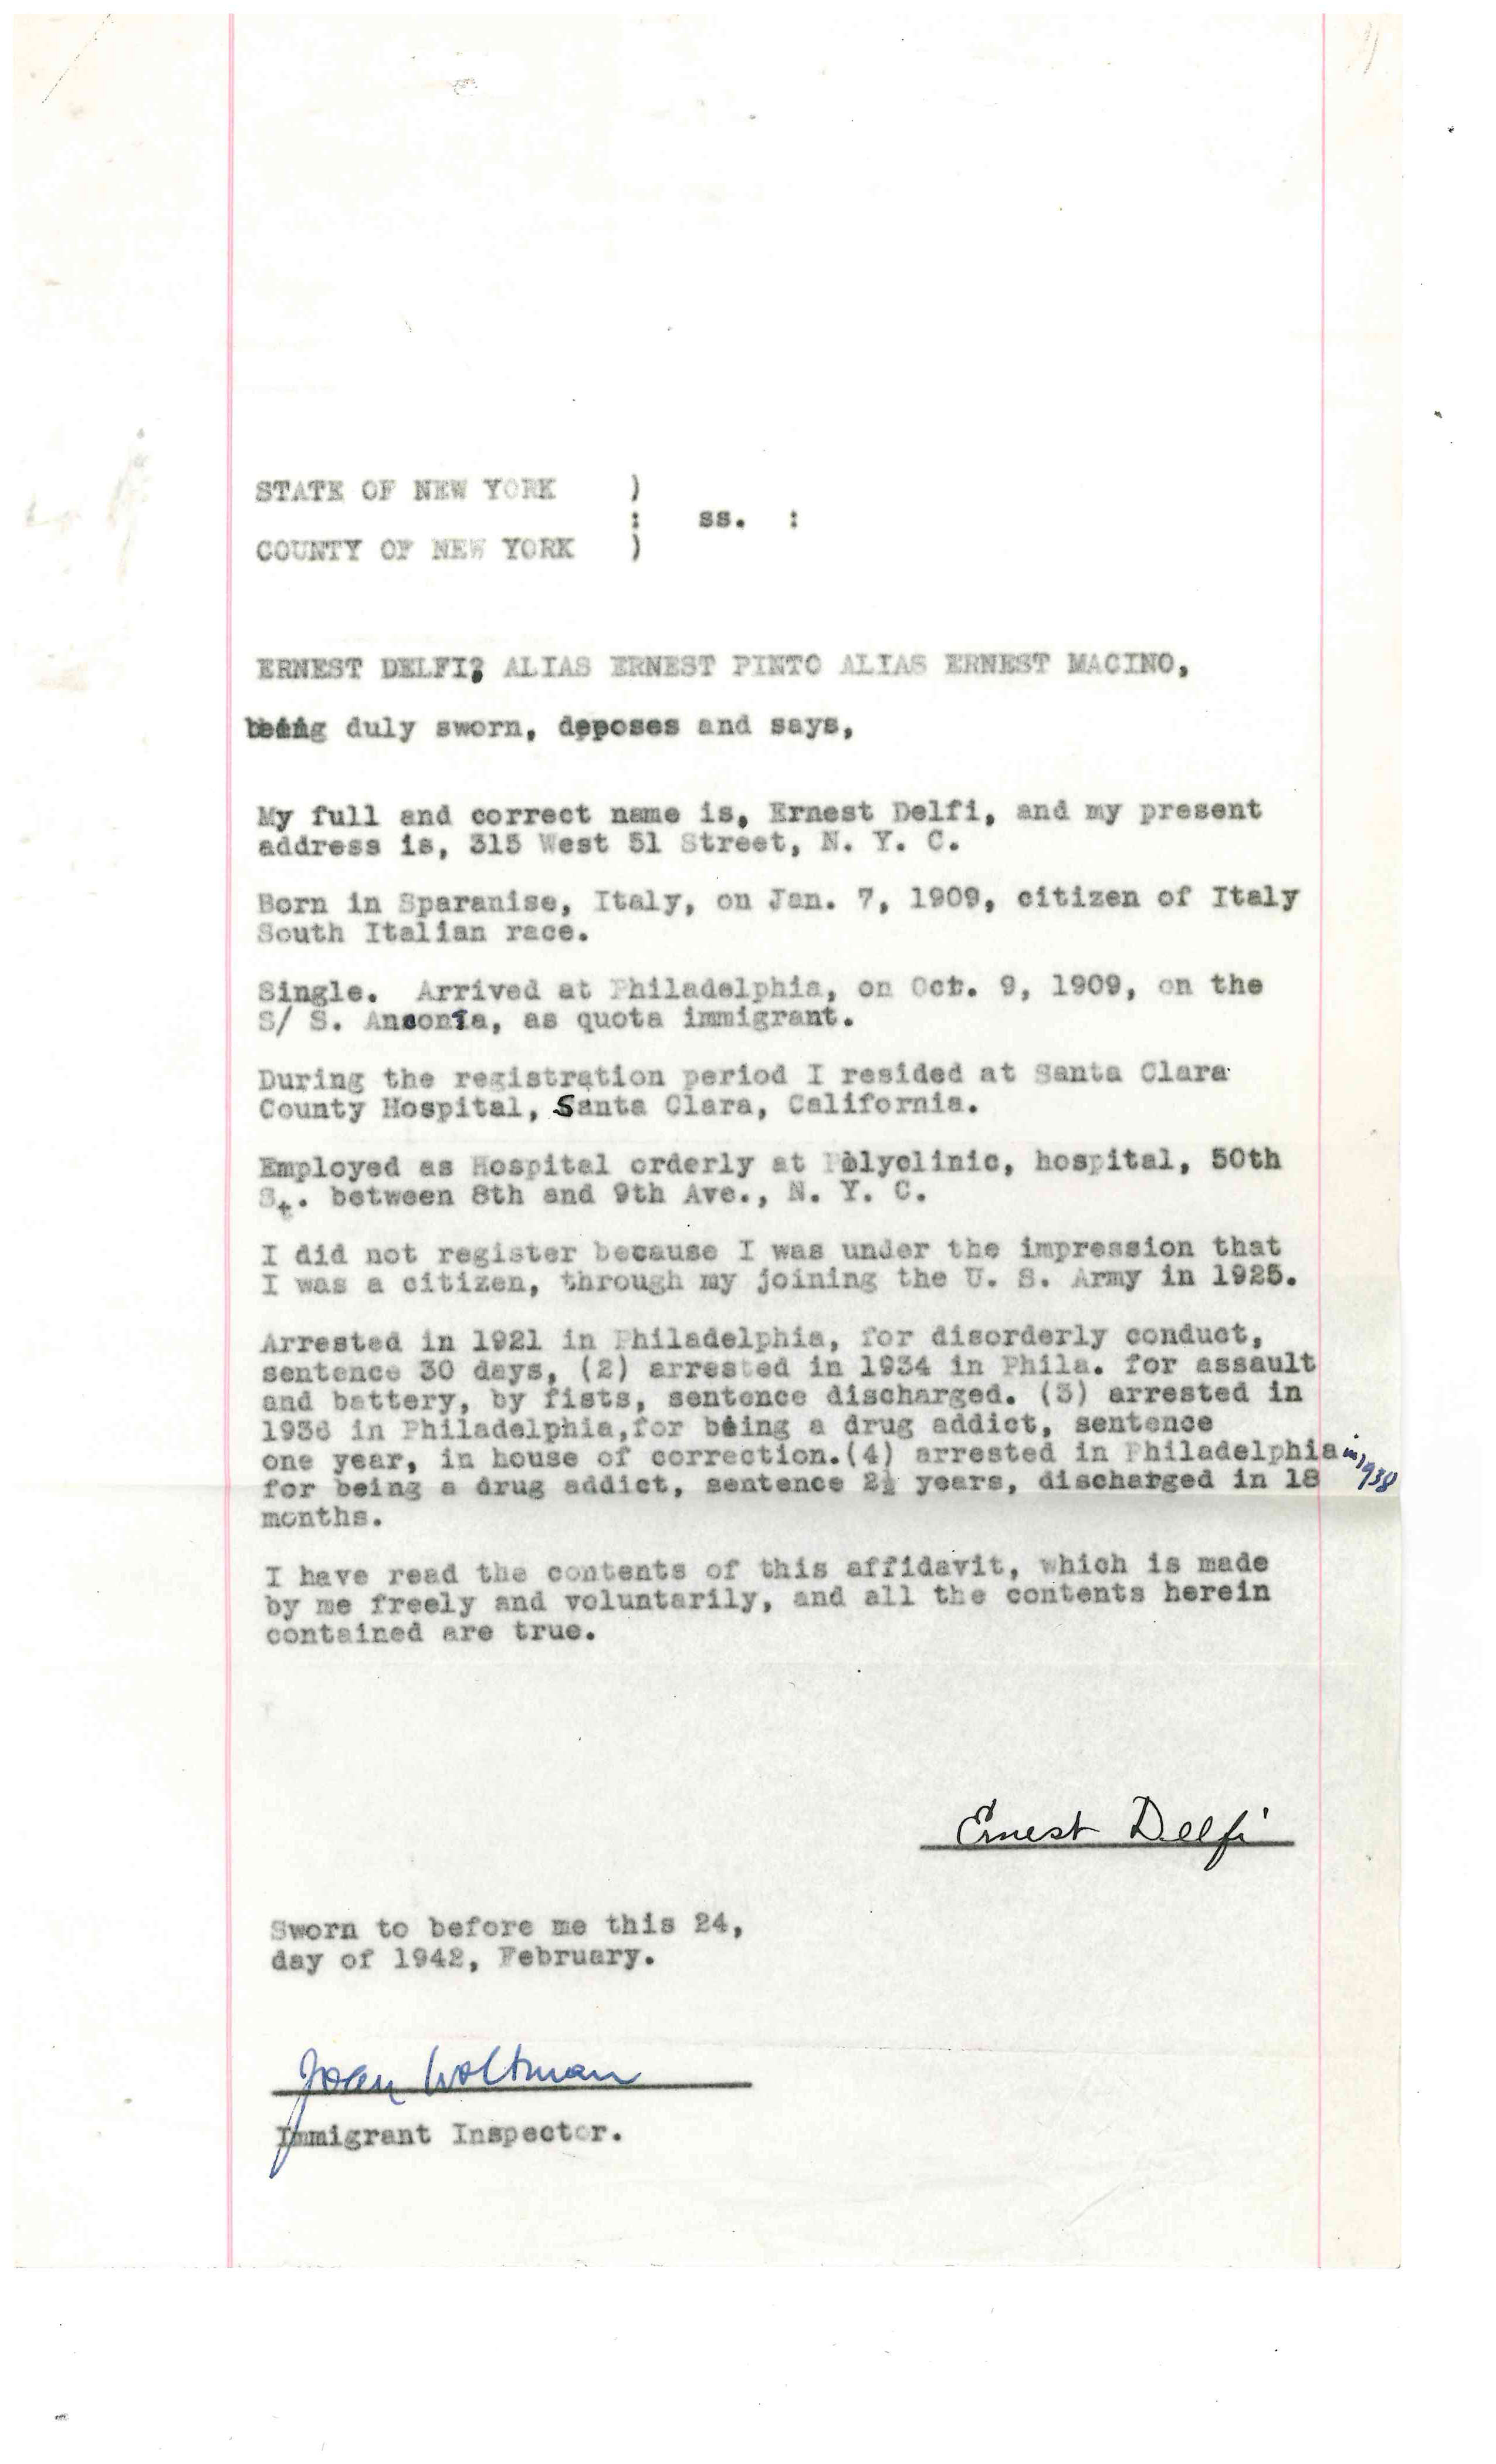 STATE OF NEW YORK )
: ss. :
COUNTY OF NEW YORK )
ERNEST DELFI, ALIAS ERNEST PINTO ALIAS ERNEST MACINO,
being duly sworn, deposes and says,
My full and correct name is, Ernest Delfi, and my present
address is, 315 West 51 Street, N. Y. C.
Born in Sparanise, Italy, on Jan. 7, 1909, citizen of Italy
South Italian race.
Single. Arrived at Philadelphia, on Oct. 9, 1909, on the
S/ S. Ancona, as quota immigrant.
During the registration period I resided at Santa Clara
County Hospital, Santa Clara, California.
Employed as Hospital orderly at Polyclinic, hospital, 50th
St. between 8th and 9th Ave., N. Y. C.
I did not register because I was under the impression that
I was a citizen, through my joining the U. S. Army in 1925.
Arrested in 1921 in Philadelphia, for disorderly conduct,
sentence 30 days, (2) arrested in 1934 in Phila. for assault
and battery, by fists, sentence discharged. (3) arrested in
1936 in Philadelphia, for being a drug addict, sentence
one year, in house of correction. (4) arrested in Philadelphia in 1938
for being a drug addict, sentence 2½ years, discharged in 18
months.
I have read the contents of this affidavit, which is made
by me freely and voluntarily, and all the contents herein
contained are true.
Ernest Delfi
Sworn to before me this 24,
day of 1942, February.
Woltman
Immigrant Inspector.